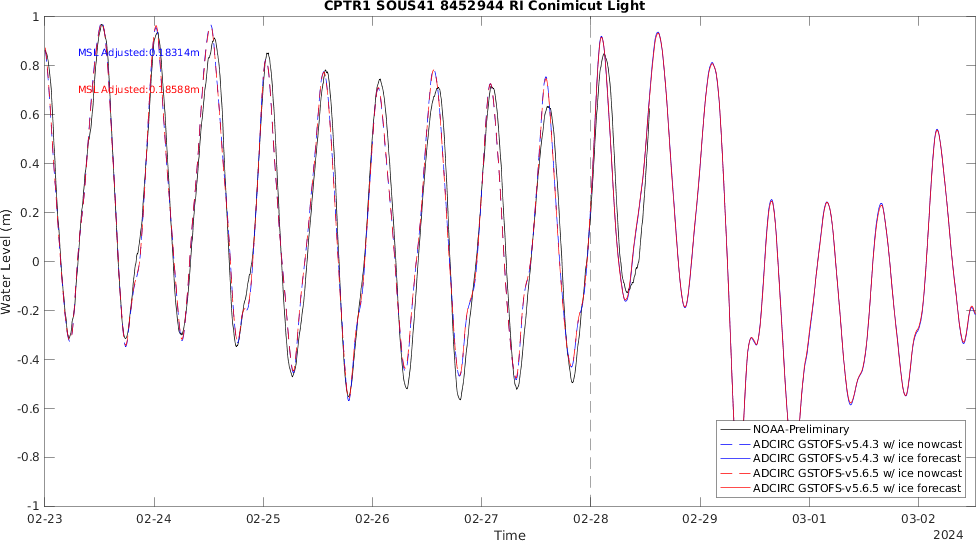 CPTR1 SOUS41 8452944 RI Conimicut Light
MSL Adjusted:0.18314m
MSL Adjusted:0.18588m
Water Level (m)
1
0.8
0.6
0.4
0.2
0
-0.2
-0.4
-0.6
-0.8
-1
NOAA-Preliminary
ADCIRC GSTOFS-v5.4.3 w/ ice nowcast
ADCIRC GSTOFS-v5.4.3 w/ ice forecast
ADCIRC GSTOFS-v5.6.5 w/ ice nowcast
ADCIRC GSTOFS-v5.6.5 w/ ice forecast
02-23 02-24 02-25 02-26 02-27 02-28 02-29 03-01 03-02
Time
2024